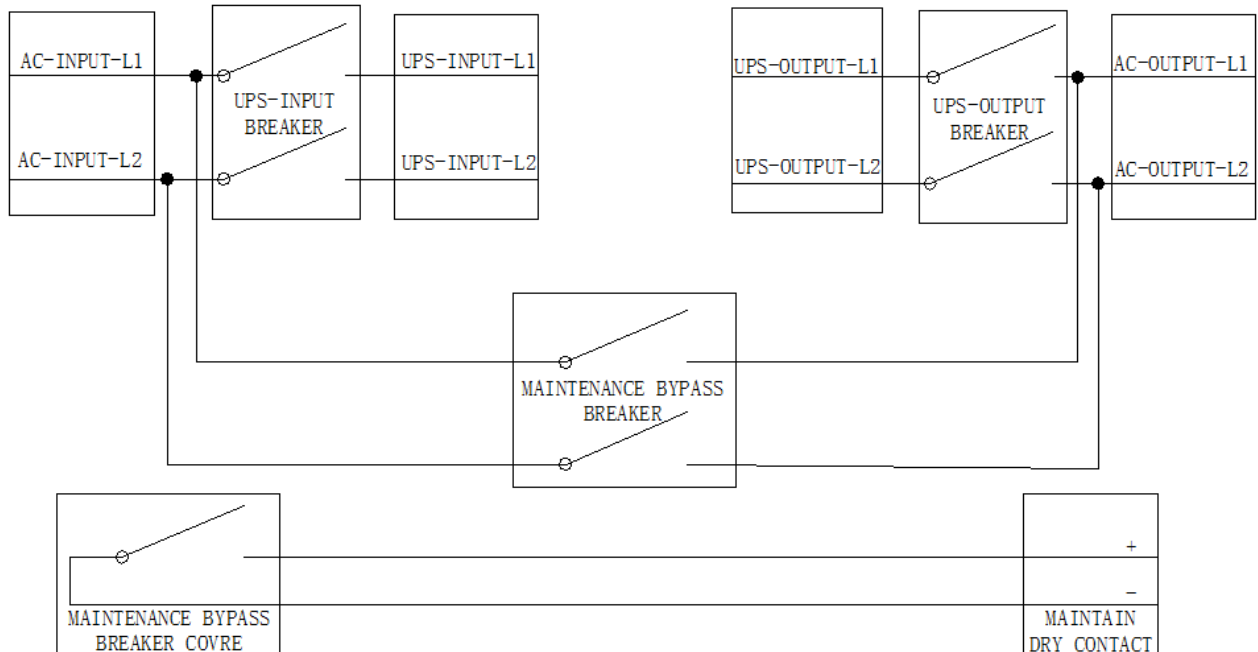 AC-INPUT-L1
UPS-INPUT-L1
UPS-OUTPUT-L1
AC-OUTPUT-L1
UPS-INPUT
BREAKER
UPS-OUTPUT
BREAKER
AC-INPUT-L2
UPS-INPUT-L2
UPS-OUTPUT-L2
AC-OUTPUT-L2
MAINTENANCE BYPASS
BREAKER
+
−
MAINTENANCE BYPASS
BREAKER COVRE
MAINTAIN
DRY CONTACT